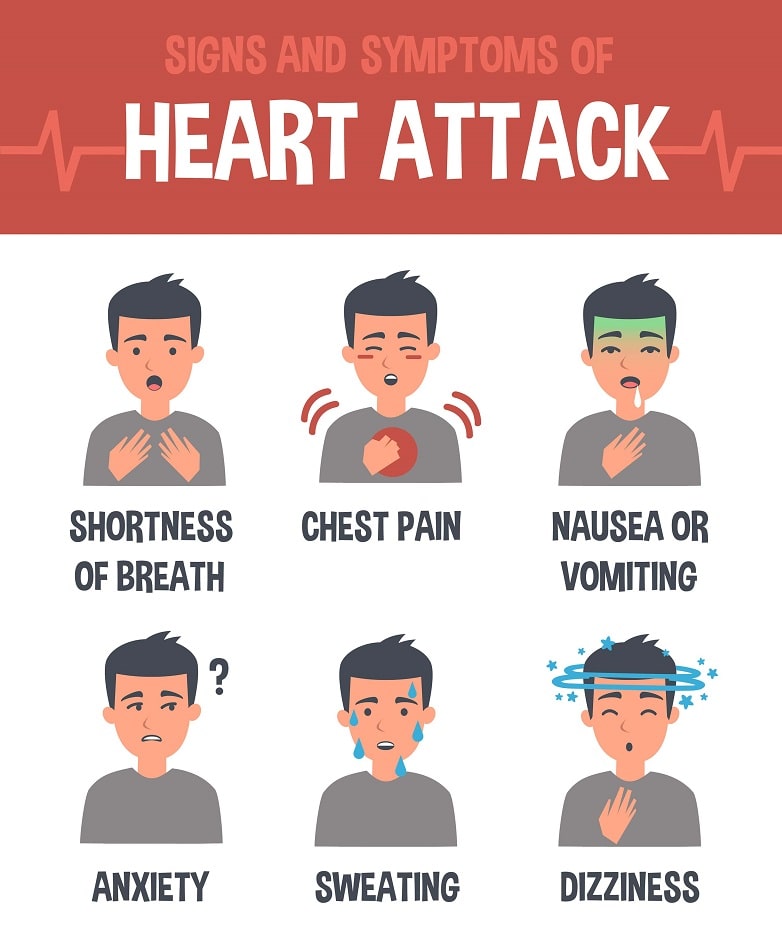 SIGNS AND SYMPTOMS OF
HEART ATTACK
SHORTNESS
OF BREATH
CHEST PAIN
NAUSEA OR
VOMITING
?
ANXIETY
SWEATING
DIZZINESS